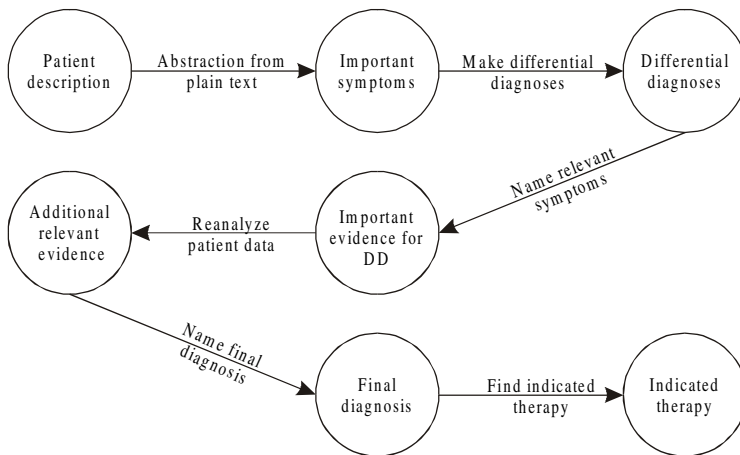 Patient
description
Abstraction from
plain text
Important
symptoms
Make differential
diagnoses
Differential
diagnoses
Name relevant
symptoms
Important
evidence for
DD
Reanalyze
patient data
Additional
relevant
evidence
Name final
diagnosis
Final
diagnosis
Find indicated
therapy
Indicated
therapy